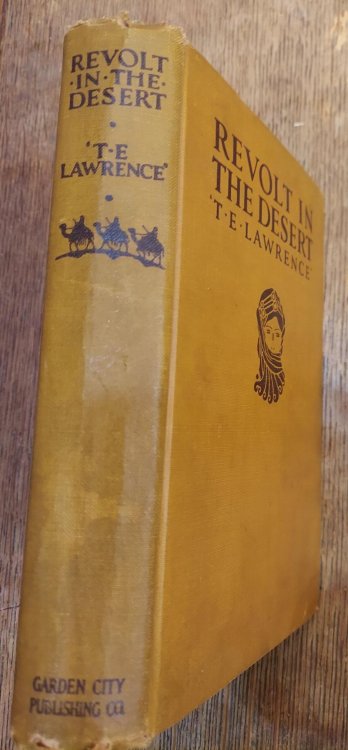 REVOLT
·IN·THE·
DESERT
'T·E
LAWRENCE'
GARDEN CITY
PUBLISHING CO.
REVOLT IN
THE DESERT
'T·E·LAWRENCE'